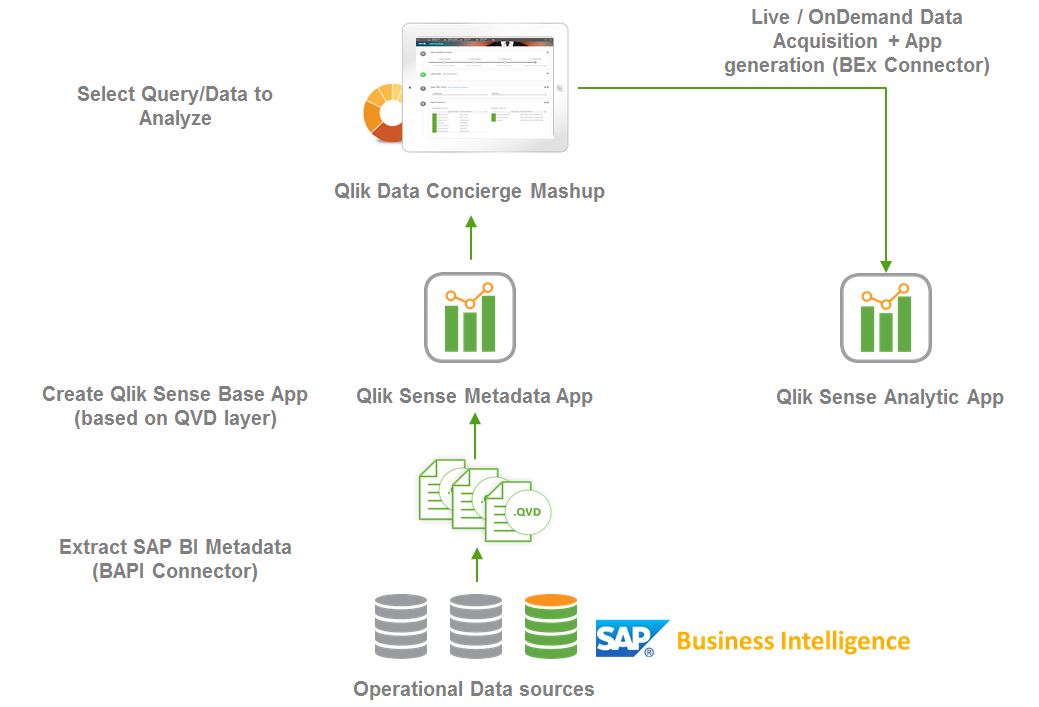 Live / OnDemand Data
Acquisition + App
generation (BEx Connector)
Select Query/Data to
Analyze
Qlik Data Concierge Mashup
Create Qlik Sense Base App
(based on QVD layer)
Qlik Sense Metadata App
Qlik Sense Analytic App
.QVD
Extract SAP BI Metadata
(BAPI Connector)
SAP®
Business Intelligence
Operational Data sources